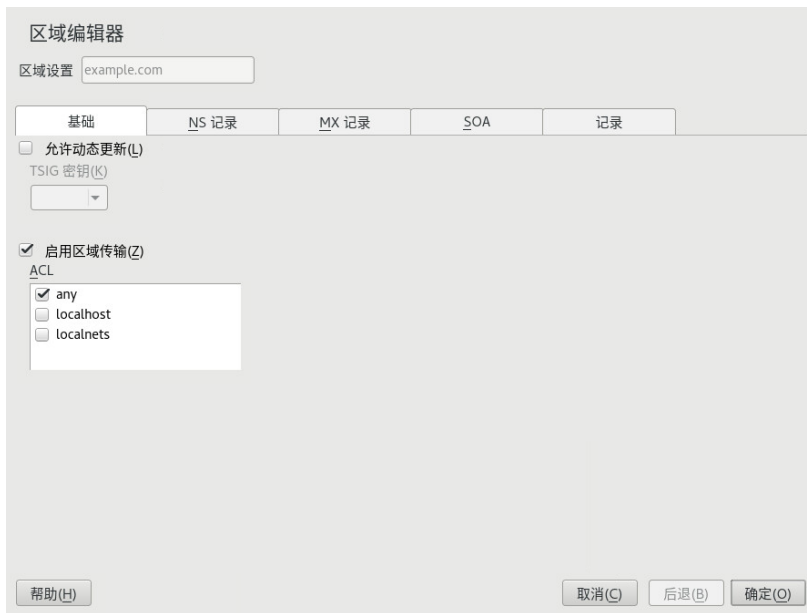 区域编辑器
区域设置 example.com
基础 NS 记录 MX 记录 SOA 记录
允许动态更新(L)
TSIG 密钥(K)
启用区域传输(Z)
ACL
any
localhost
localnets
帮助(H) 取消(C) 后退(B) 确定(O)